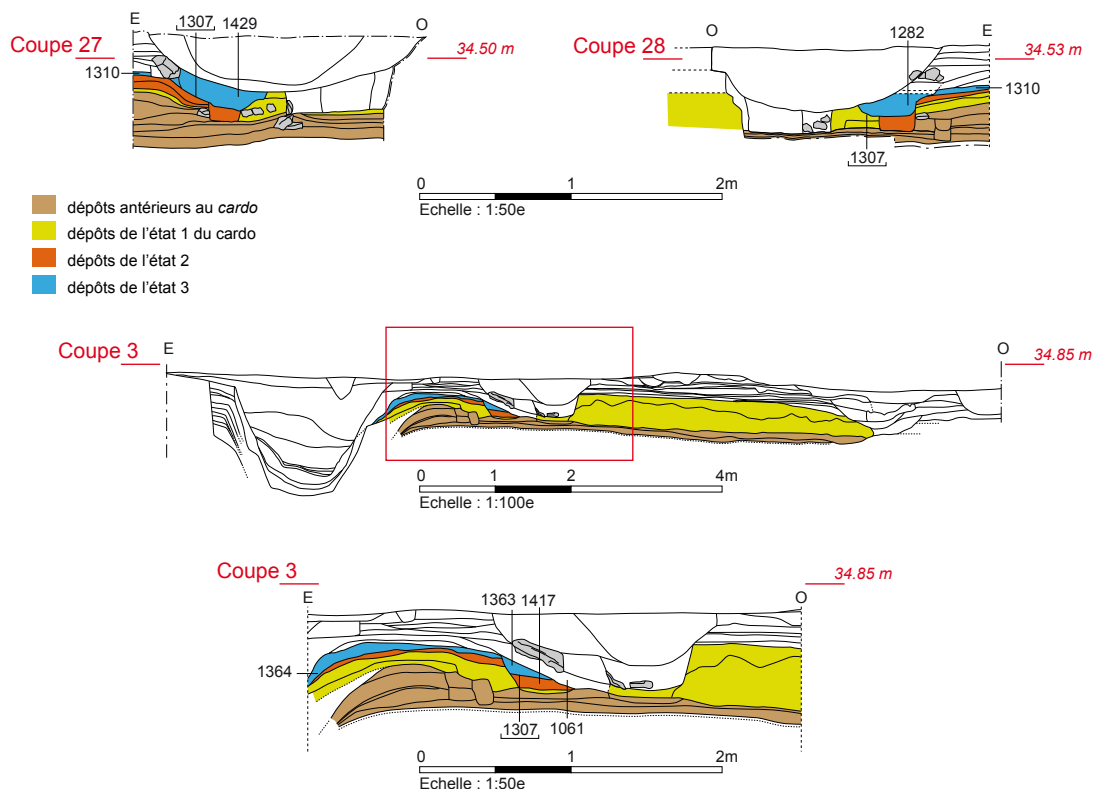 E
1307 1429
O
Coupe 27
34.50 m
1310
O
1282
E
Coupe 28
34.53 m
1310
1307
0 1 2m
Echelle : 1:50e
dépôts antérieurs au cardo
dépôts de l'état 1 du cardo
dépôts de l'état 2
dépôts de l'état 3
Coupe 3
E
O
34.85 m
0 1 2 4m
Echelle : 1:100e
Coupe 3
34.85 m
E
1363 1417
O
1364
1307 1061
0 1 2m
Echelle : 1:50e